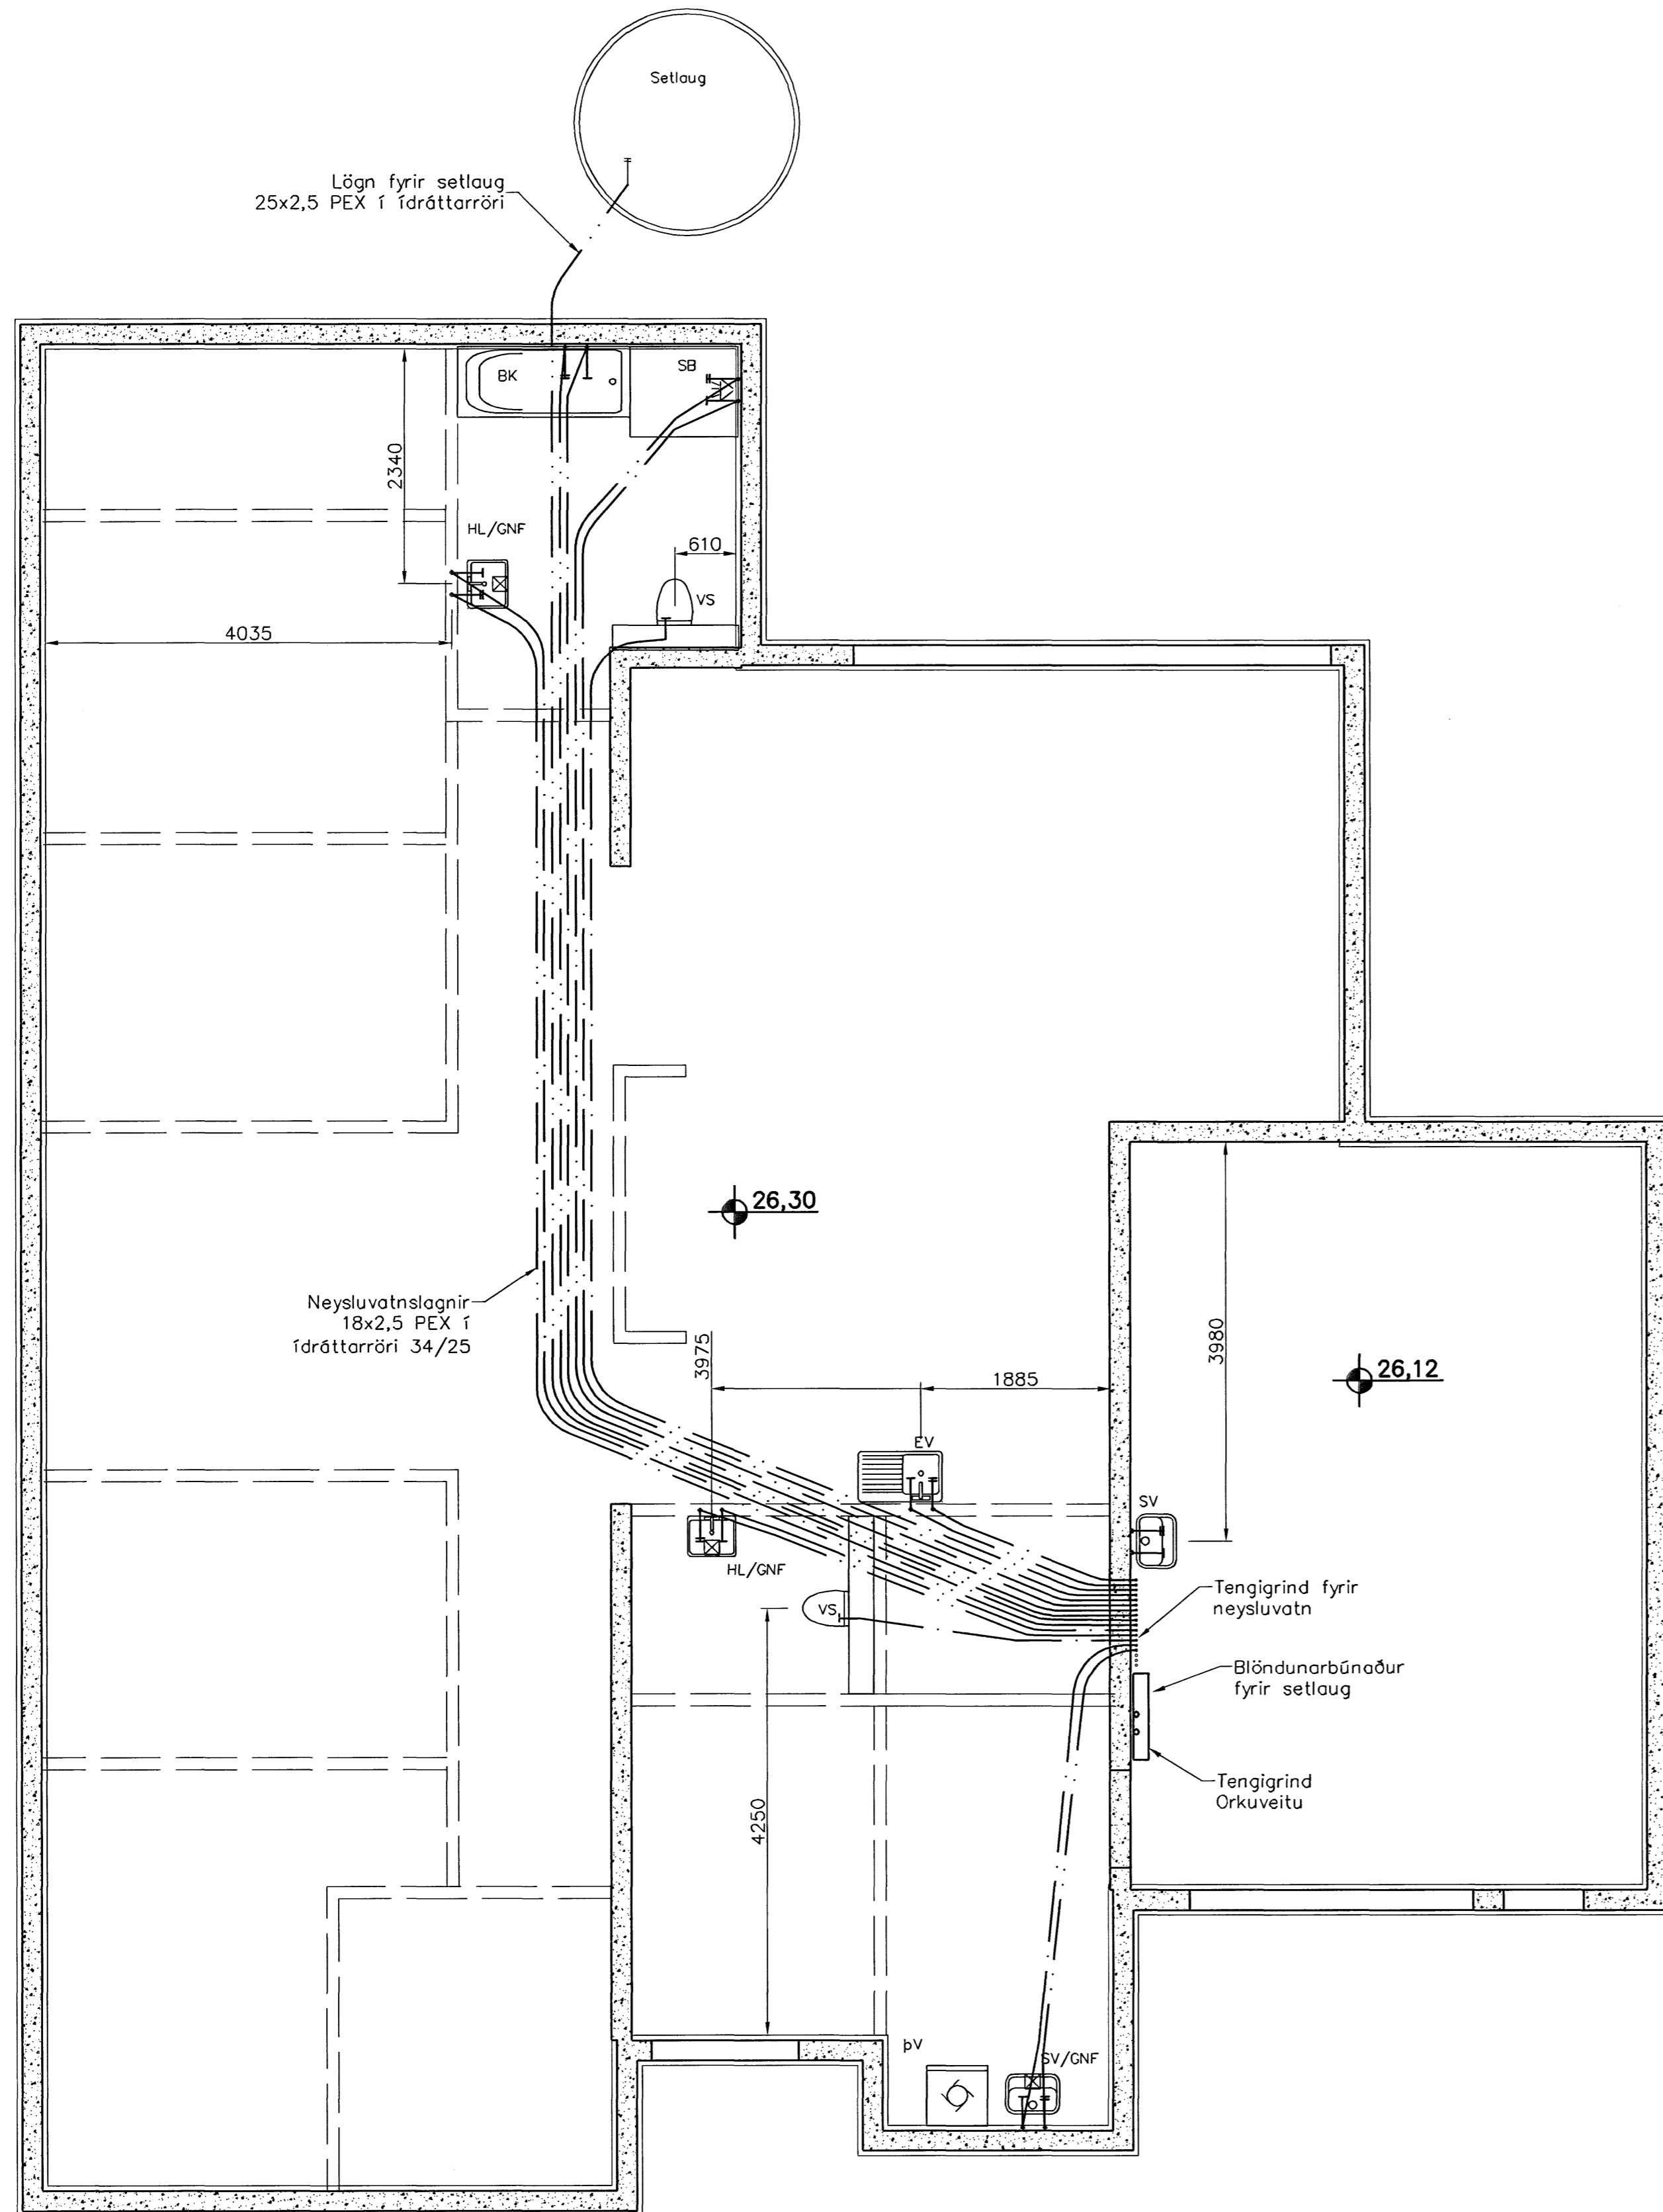 Setlaug
Lögn fyrir setlaug
25x2,5 PEX í ídráttarröri
BK
SB
2340
HL/GNF
610
VS
4035
26,30
Neysluvatnslagnir
18x2,5 PEX í
ídráttarröri 34/25
3975
1885
3980
26,12
EV
SV
HL/GNF
VS
Tengigrind fyrir
neysluvatn
Blöndunarbúnaður
fyrir setlaug
Tengigrind
Orkuveitu
4250
þV
SV/GNF